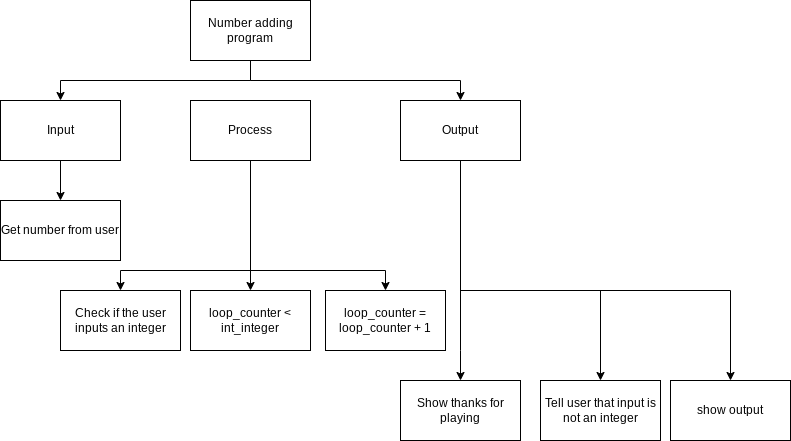 Number adding
program
Input
Process
Output
Get number from user
Check if the user
inputs an integer
loop_counter <
int_integer
loop_counter =
loop_counter + 1
Show thanks for
playing
Tell user that input is
not an integer
show output